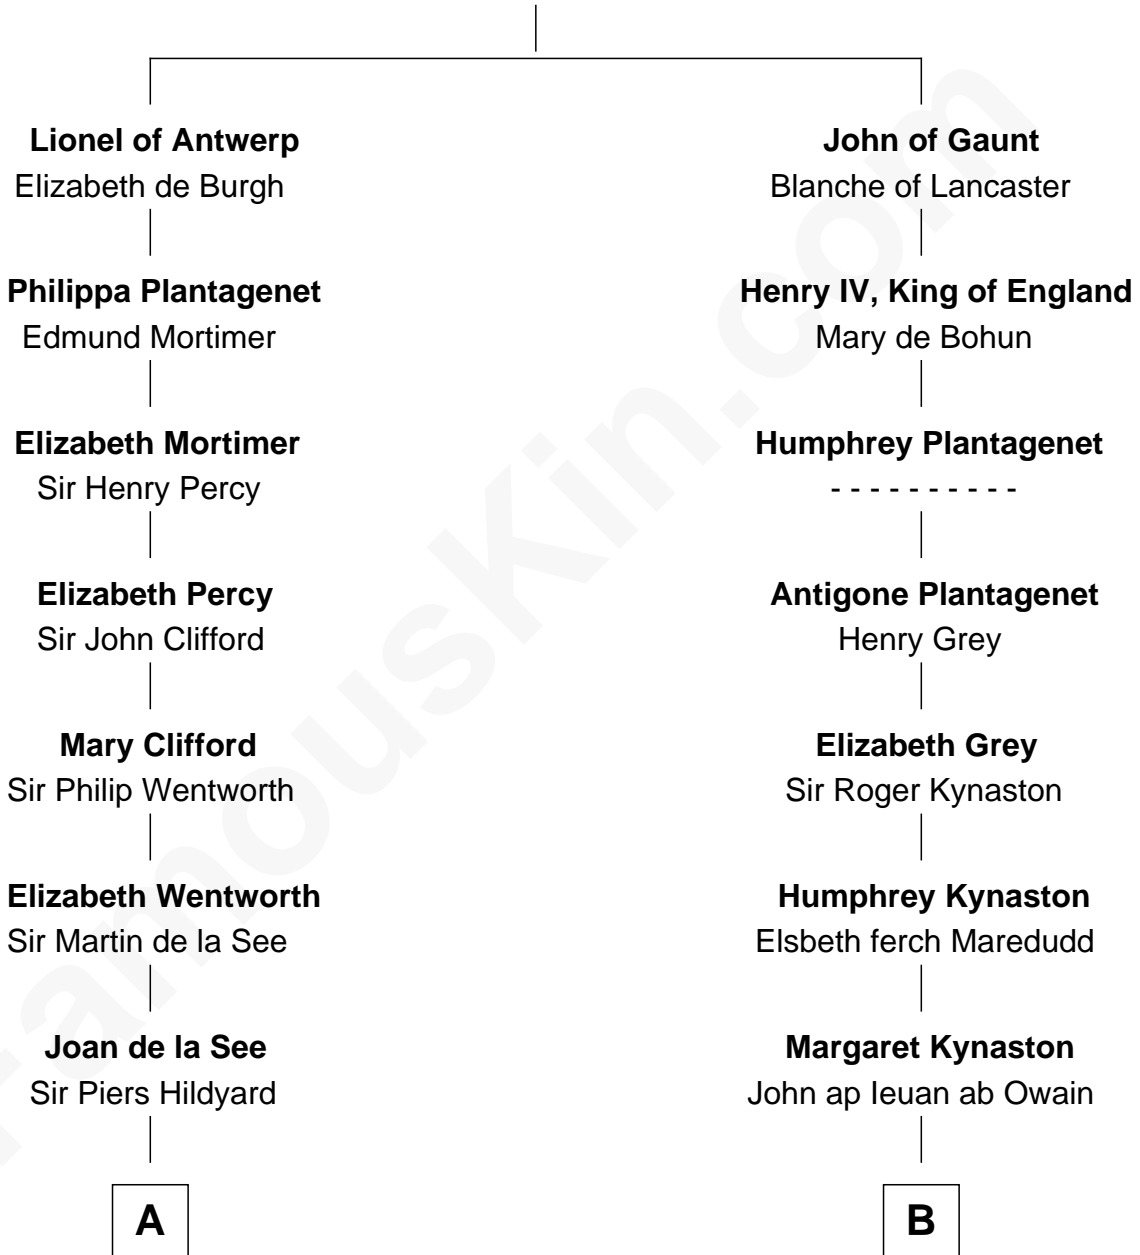 Lionel of Antwerp
Elizabeth de Burgh
Philippa Plantagenet
Edmund Mortimer
Elizabeth Mortimer
Sir Henry Percy
Elizabeth Percy
Sir John Clifford
Mary Clifford
Sir Philip Wentworth
Elizabeth Wentworth
Sir Martin de la See
Joan de la See
Sir Piers Hildyard
A
John of Gaunt
Blanche of Lancaster
Henry IV, King of England
Mary de Bohun
Humphrey Plantagenet
- - - - - - - - - -
Antigone Plantagenet
Henry Grey
Elizabeth Grey
Sir Roger Kynaston
Humphrey Kynaston
Elsbeth ferch Maredudd
Margaret Kynaston
John ap Ieuan ab Owain
B
FamousKin.com